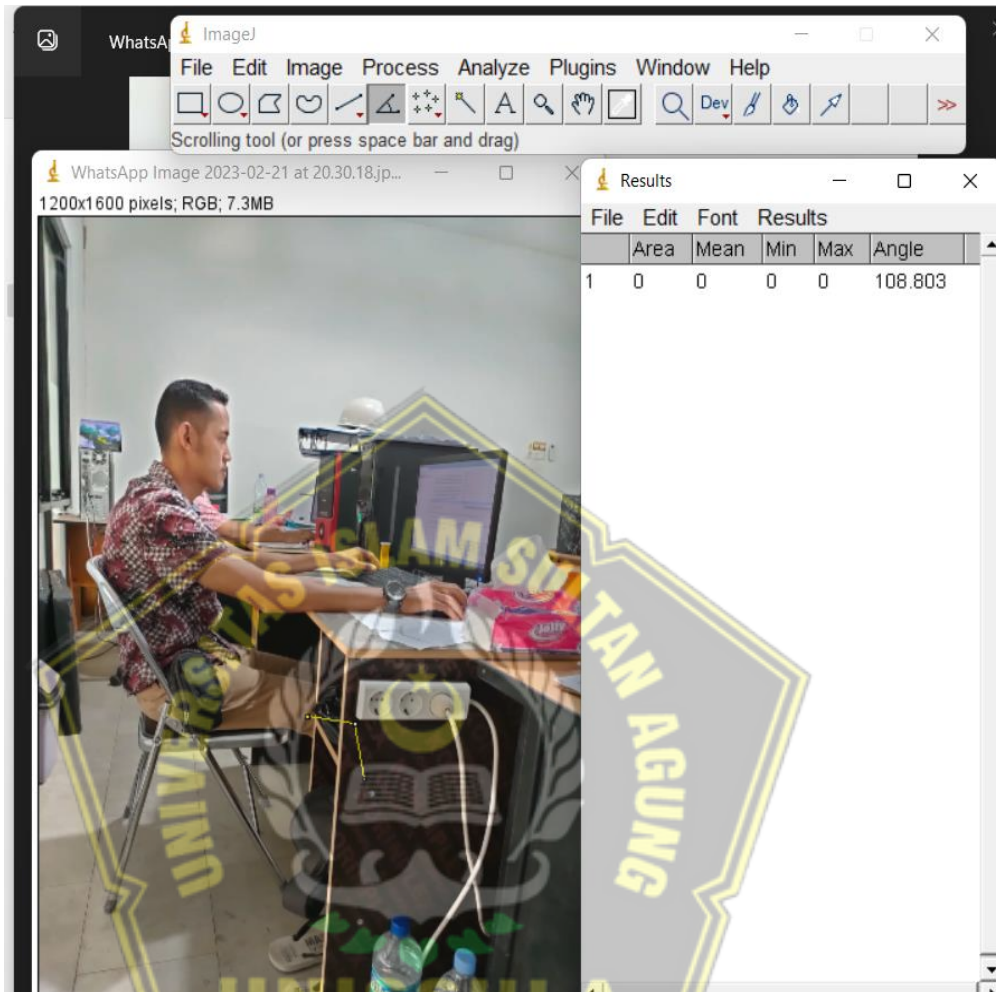 WhatsA
ImageJ
File Edit Image Process Analyze Plugins Window Help
A Dev >>
Scrolling tool (or press space bar and drag)
WhatsApp Image 2023-02-21 at 20.30.18.jp...
1200x1600 pixels; RGB; 7.3MB
Results
File Edit Font Results
Area Mean Min Max Angle
1 0 0 0 0 108.803
UNIVERSITAS ISLAM SULTAN AGUNG
Jelly
UNISSULA